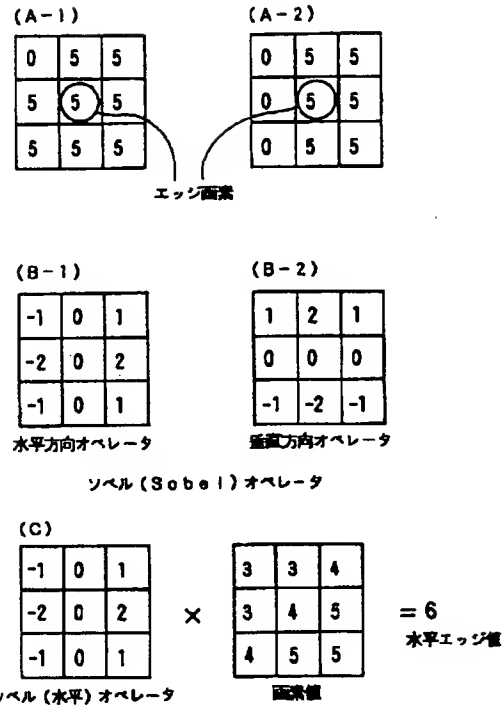 (A-1) (A-2)
0 5 5 0 5 5
5 5 5 0 5 5
5 5 5 0 5 5
エッジ画素
(B-1) (B-2)
-1 0 1 1 2 1
-2 0 2 0 0 0
-1 0 1 -1 -2 -1
水平方向オペレータ 垂直方向オペレータ
ソベル(Sobel)オペレータ
(C)
-1 0 1 3 3 4
-2 0 2 × 3 4 5 =6
-1 0 1 4 5 5
水平エッジ値
ソベル(水平)オペレータ 画素値